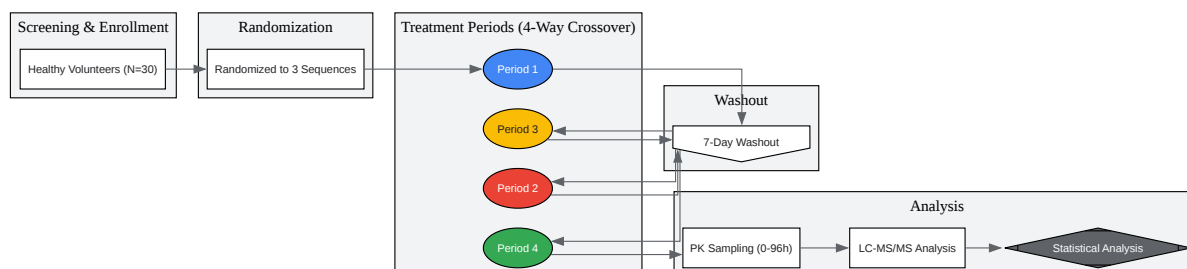 Screening & Enrollment
Healthy Volunteers (N=30)
Randomization
Randomized to 3 Sequences
Treatment Periods (4-Way Crossover)
Period 1
Period 3
Period 2
Period 4
Washout
7-Day Washout
Analysis
PK Sampling (0-96h)
LC-MS/MS Analysis
Statistical Analysis